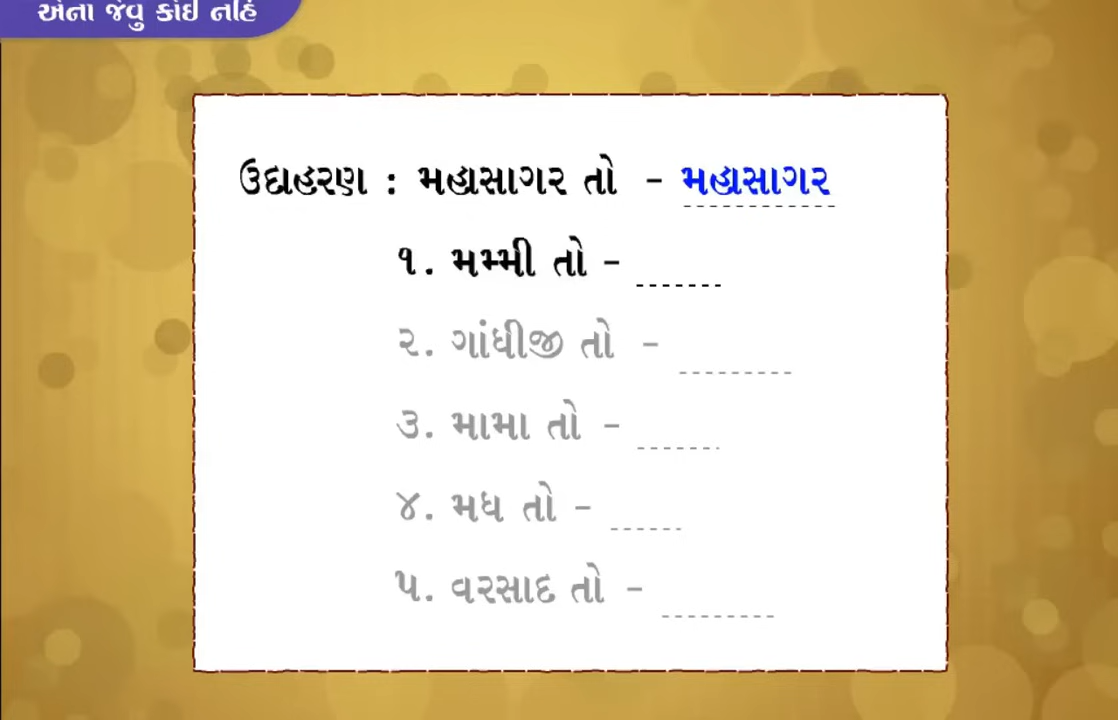 એના જેવુ કોઈ નહિ
ઉદાહરણ : મહાસાગર તો - મહાસાગર
૧. મમ્મી તો -
૨. ગાંધીજી તો -
૩. મામા તો -
૪. મધ તો -
૫. વરસાદ તો -